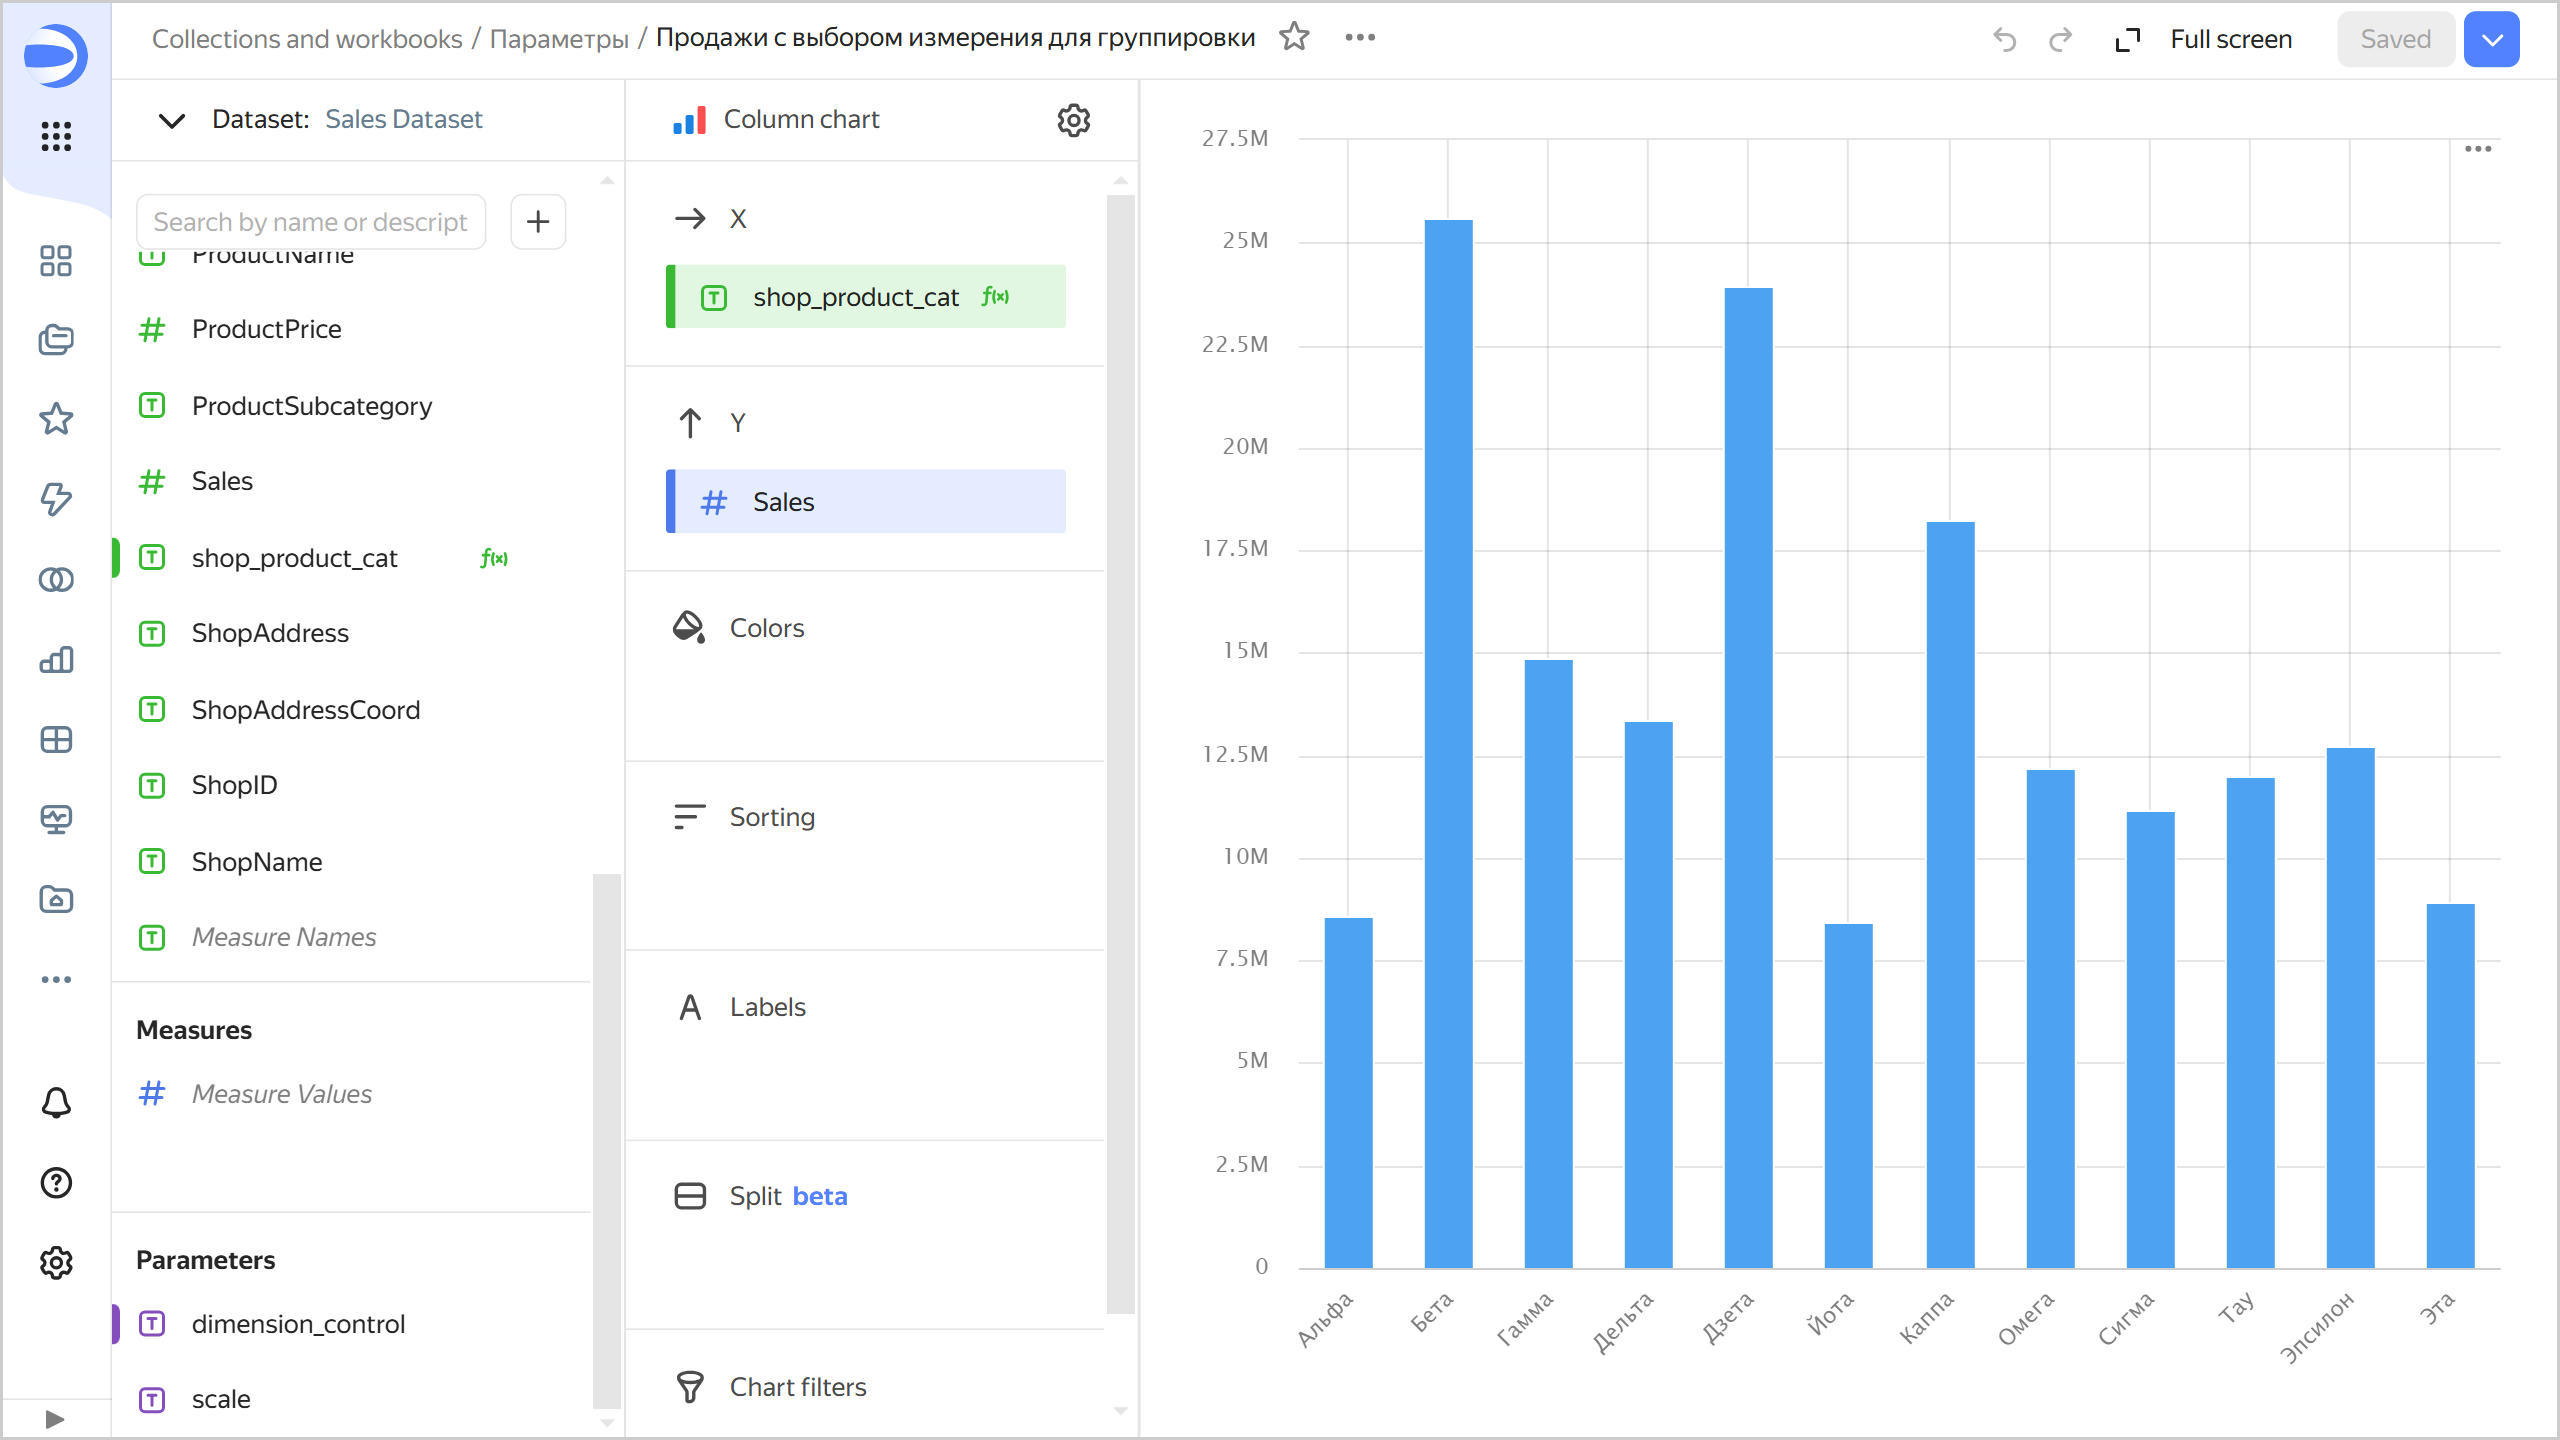 Collections and workbooks / Параметры / Продажи с выбором измерения для группировки
Full screen
Saved
Dataset: Sales Dataset
Search by name or descript
ProductName
ProductPrice
ProductSubcategory
Sales
shop_product_cat f(x)
ShopAddress
ShopAddressCoord
ShopID
ShopName
Measure Names
Measures
Measure Values
Parameters
dimension_control
scale
Column chart
X
shop_product_cat f(x)
Y
Sales
Colors
Sorting
Labels
Split beta
Chart filters
27.5M
25M
22.5M
20M
17.5M
15M
12.5M
10M
7.5M
5M
2.5M
0
Альфа
Бета
Гамма
Дельта
Дзета
Йота
Каппа
Омега
Сигма
Тау
Эпсилон
Эта